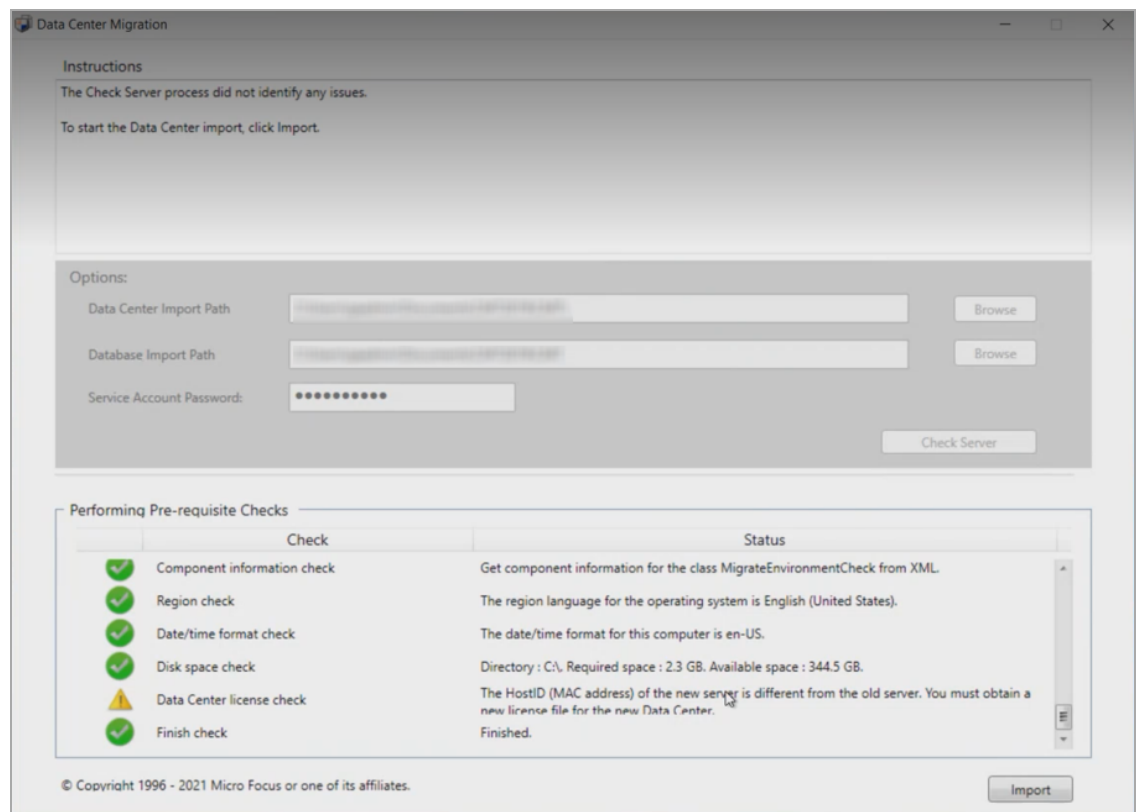 Data Center Migration
Instructions
The Check Server process did not identify any issues.
To start the Data Center import, click Import.
Options:
Data Center Import Path
Browse
Database Import Path
Browse
Service Account Password:
Check Server
Performing Pre-requisite Checks
Check Status
Component information check Get component information for the class MigrateEnvironmentCheck from XML.
Region check The region language for the operating system is English (United States).
Date/time format check The date/time format for this computer is en-US.
Disk space check Directory : C:\. Required space : 2.3 GB. Available space : 344.5 GB.
Data Center license check The HostID (MAC address) of the new server is different from the old server. You must obtain a
new license file for the new Data Center.
Finish check Finished.
© Copyright 1996 - 2021 Micro Focus or one of its affiliates.
Import